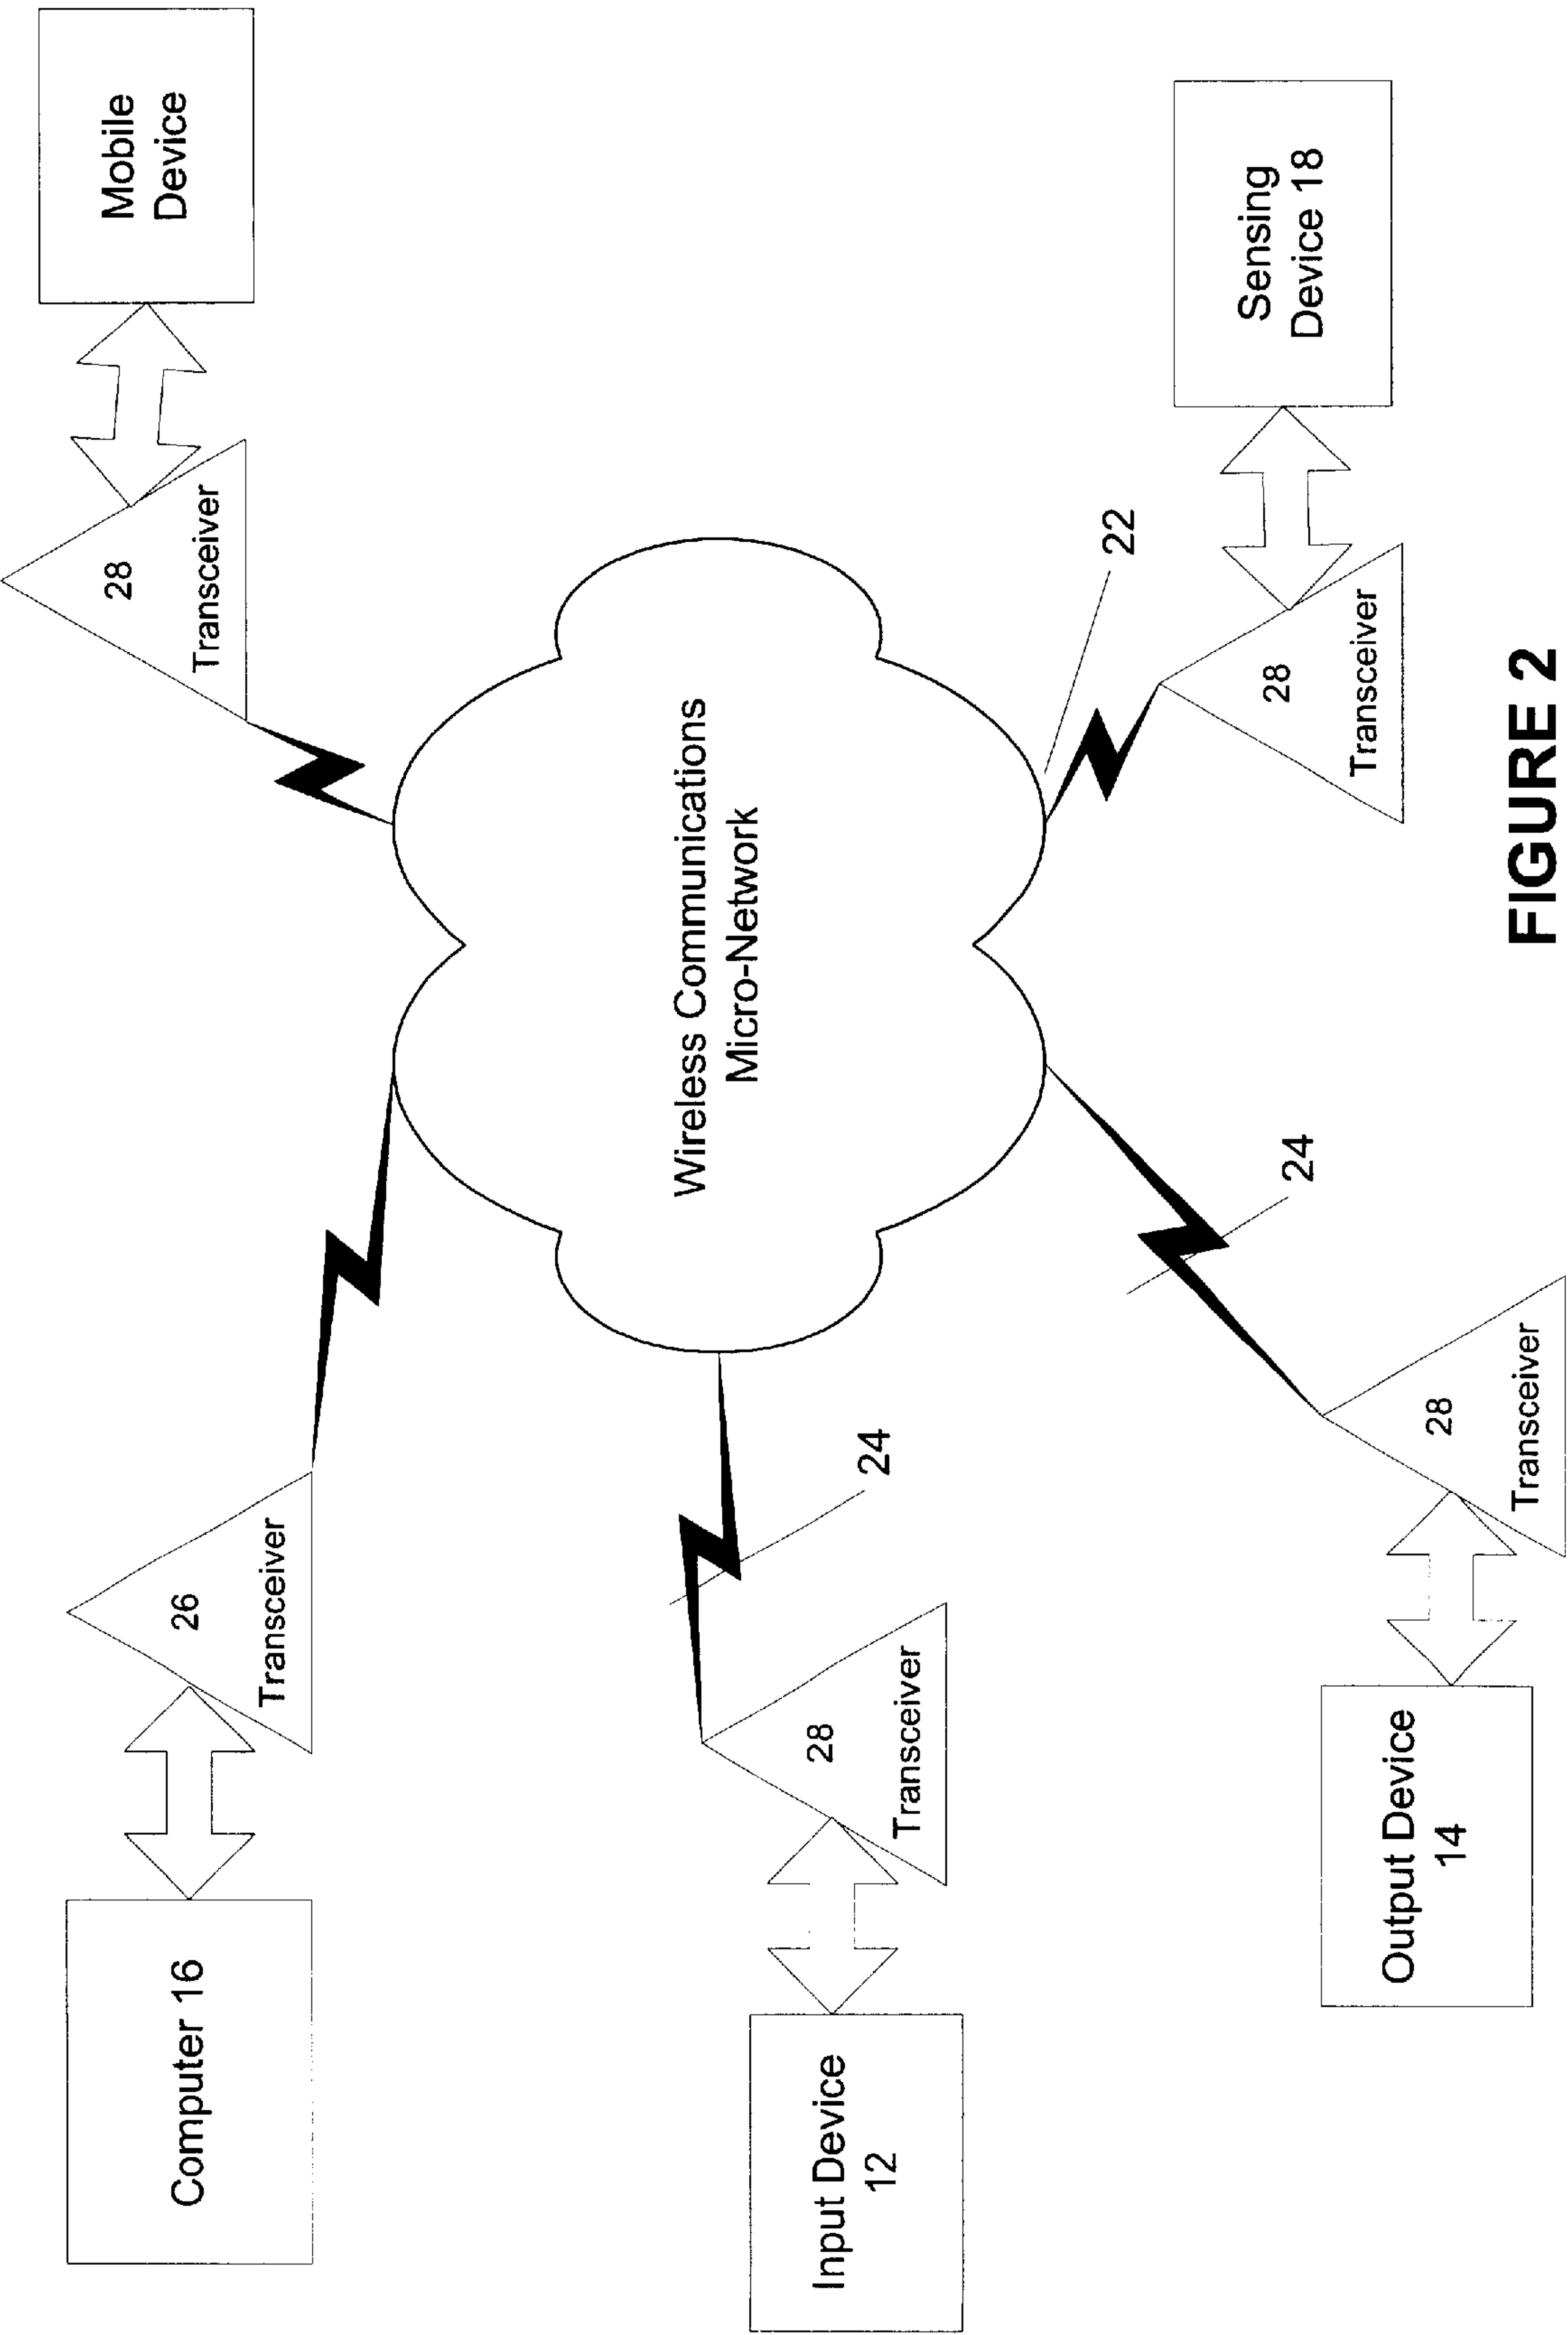 Computer 16
26
Transceiver
28
Transceiver
Mobile
Device
Wireless Communications
Micro-Network
Input Device
12
28
Transceiver
24
22
Sensing
Device 18
28
Transceiver
24
Output Device
14
28
Transceiver
FIGURE 2